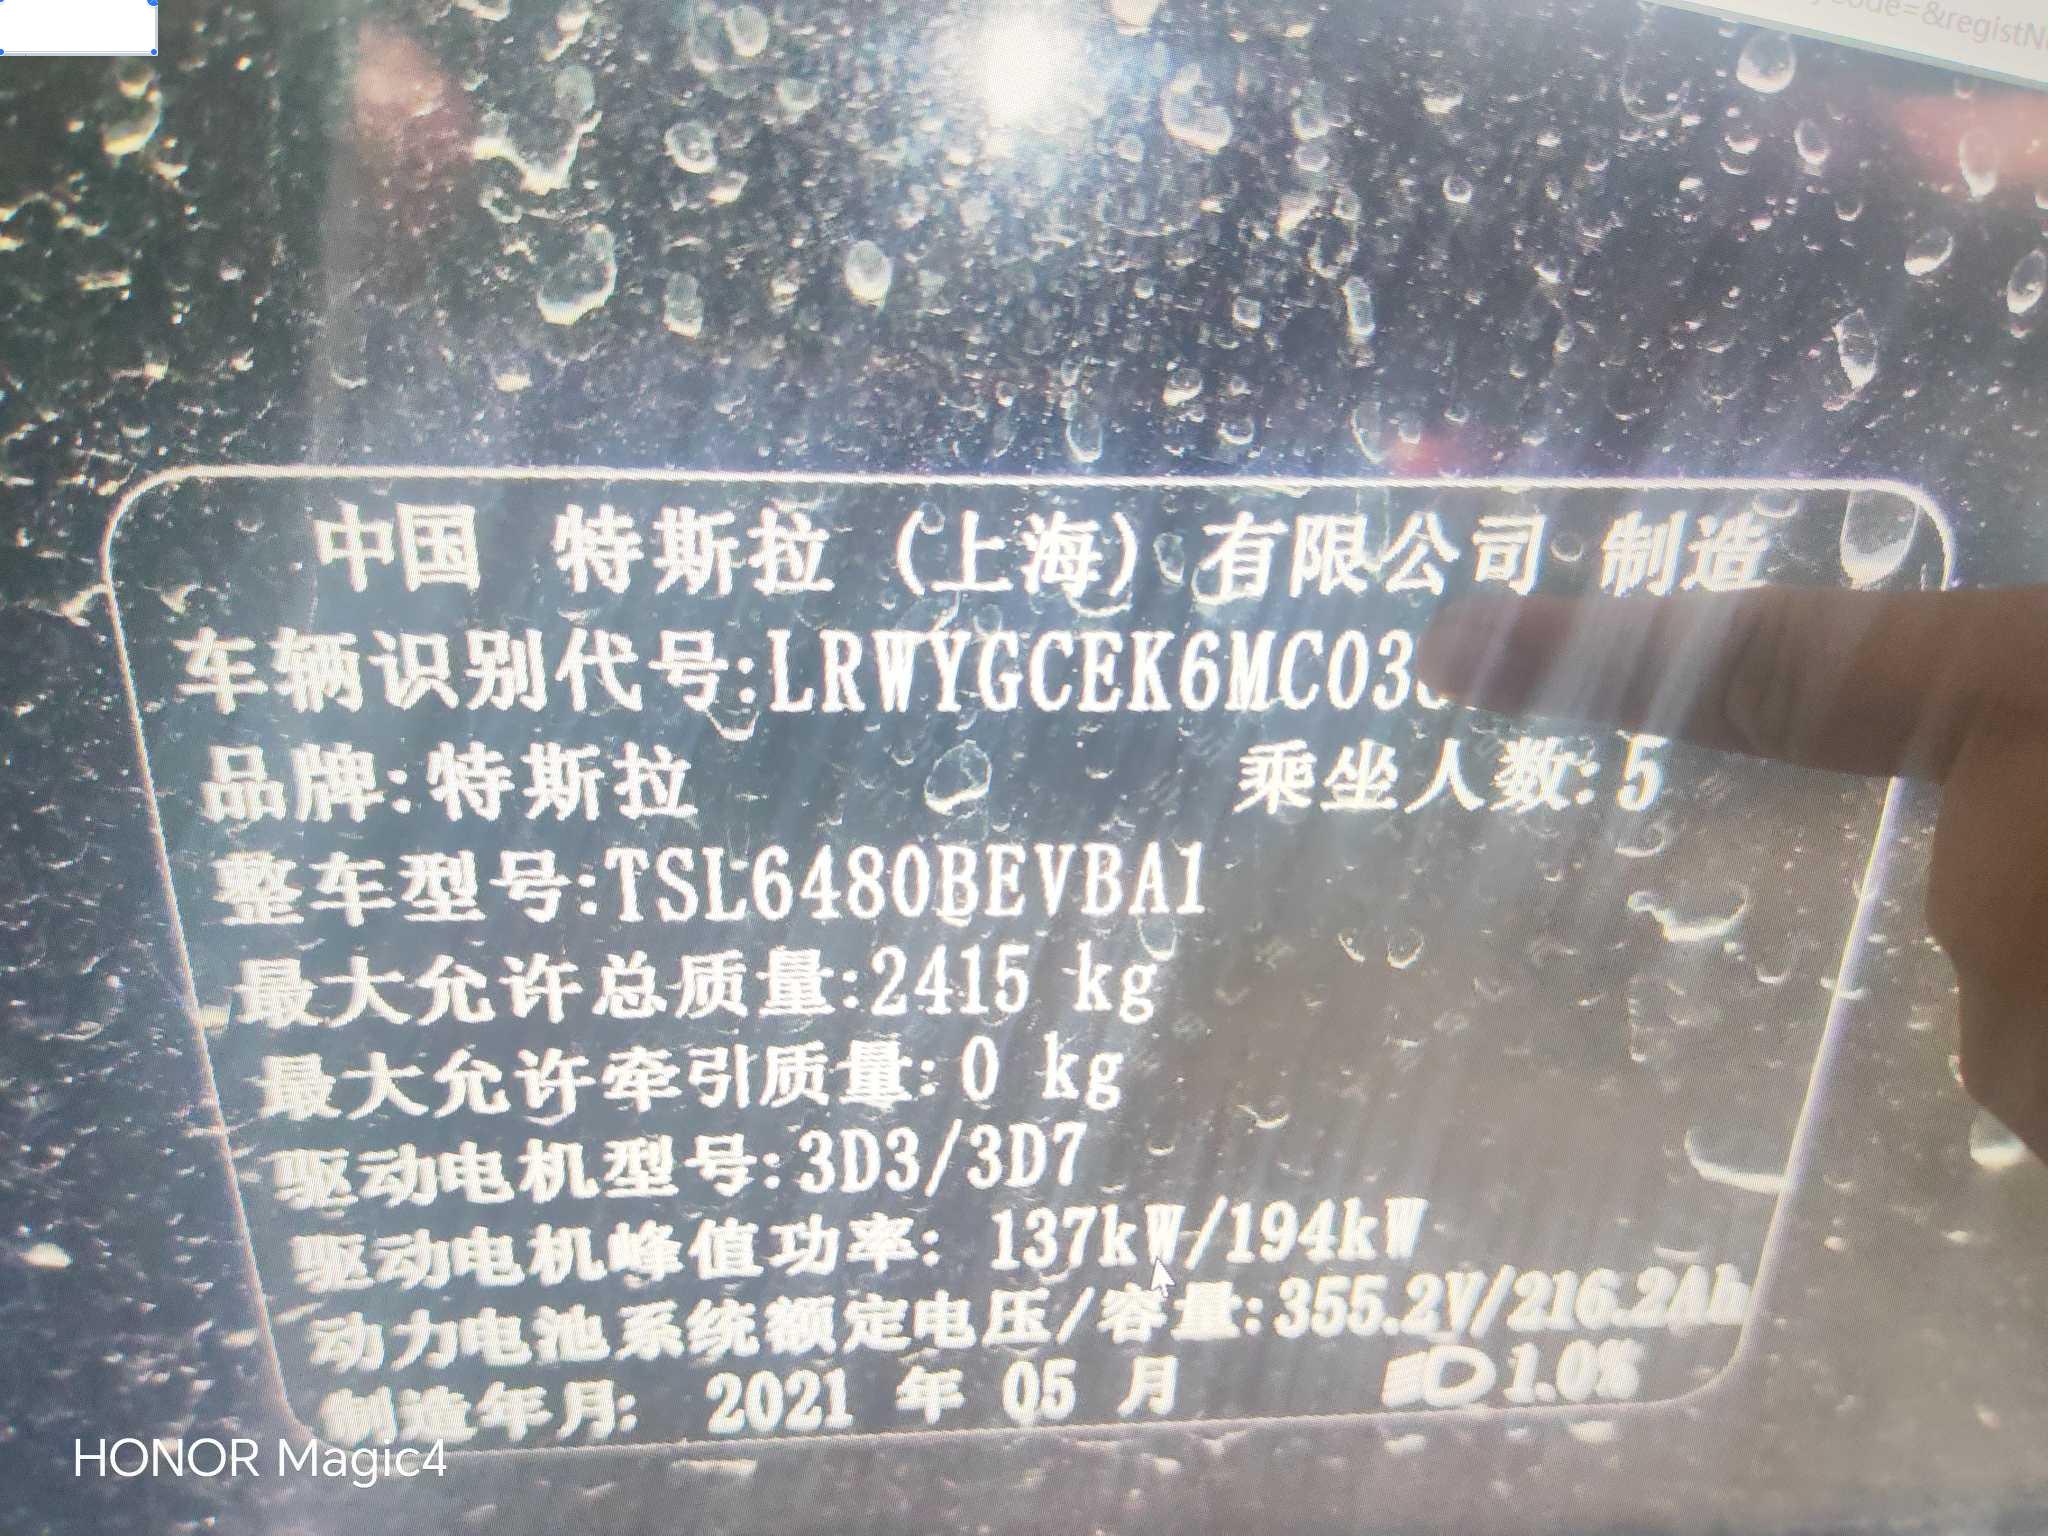 Code=&registN
中国 特斯拉 (上海) 有限公司 制造
车辆识别代号:LRWYGCEK6MC03
品牌:特斯拉 乘坐人数:5
整车型号:TSL6480BEVBA1
最大允许总质量:2415 kg
最大允许牵引质量: 0 kg
驱动电机型号:3D3/3D7
驱动电机峰值功率: 137kW/194kW
动力电池系统额定电压/容量:355.2V/216.2Ah
制造年月: 2021 年 05 月 1.0%
HONOR Magic4